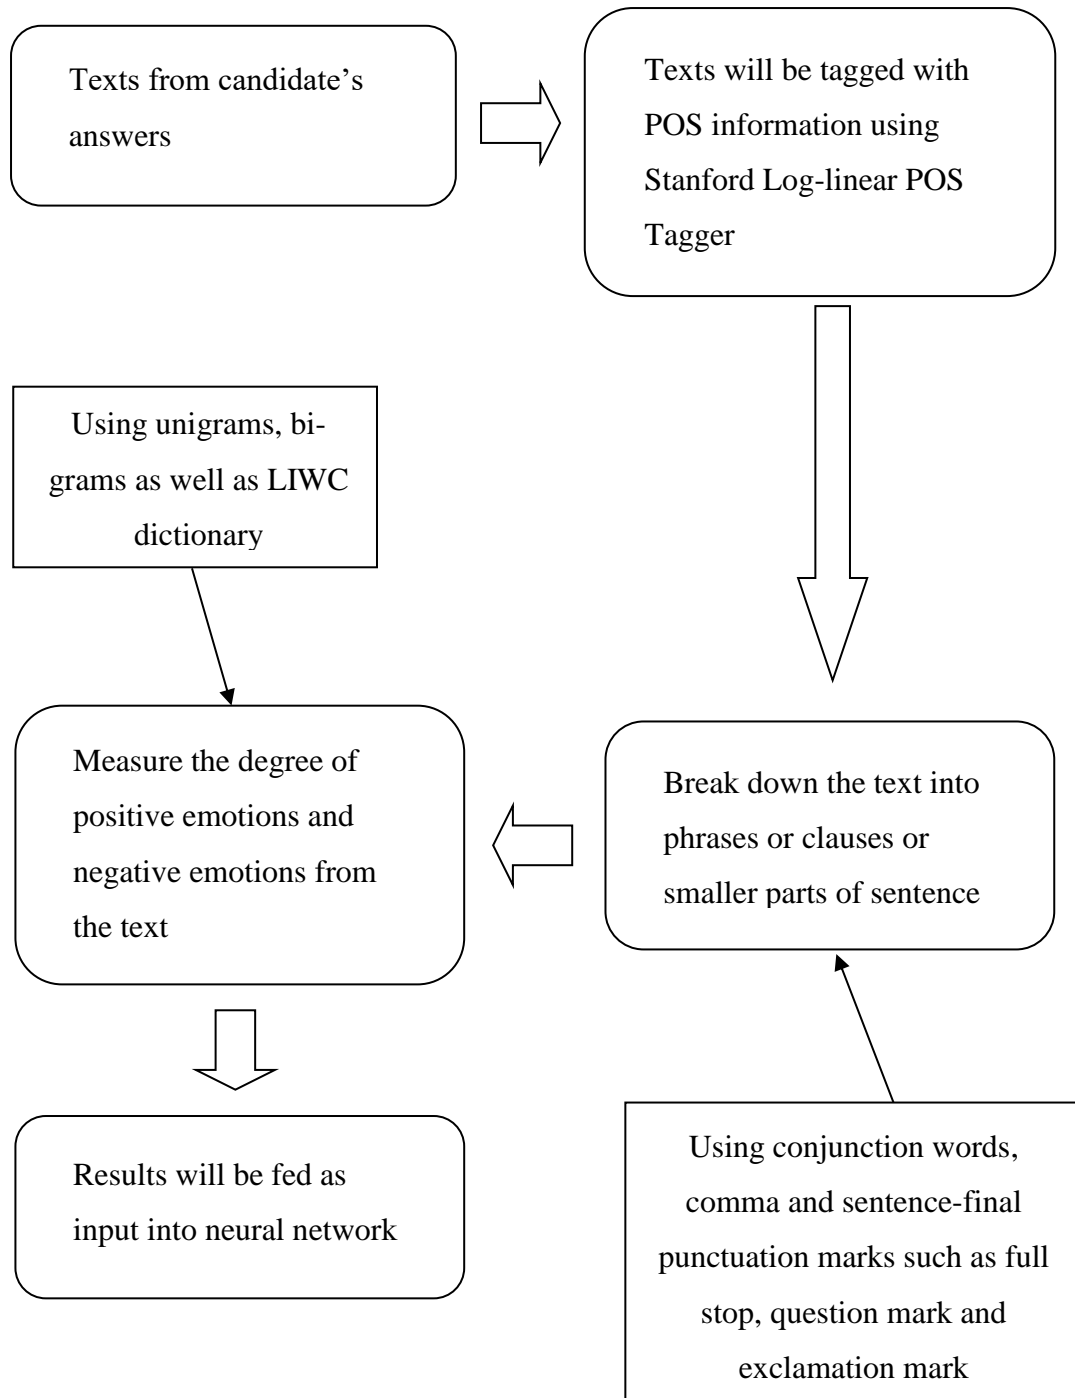 Texts from candidate’s
answers
Texts will be tagged with
POS information using
Stanford Log-linear POS
Tagger
Using unigrams, bi-
grams as well as LIWC
dictionary
Measure the degree of
positive emotions and
negative emotions from
the text
Break down the text into
phrases or clauses or
smaller parts of sentence
Results will be fed as
input into neural network
Using conjunction words,
comma and sentence-final
punctuation marks such as full
stop, question mark and
exclamation mark